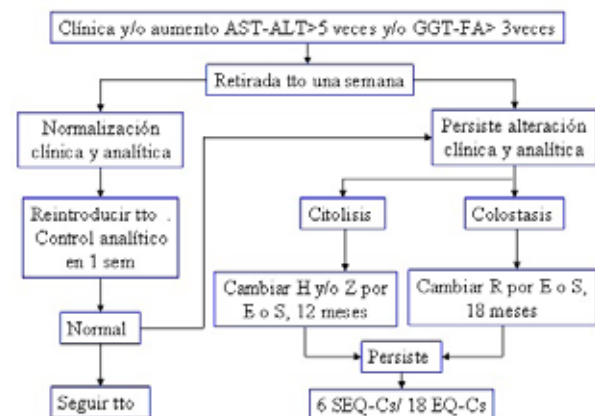 Clínica y/o aumento AST-ALT>5 veces y/o GGT-FA> 3veces
Retirada tto una semana
Normalización
clínica y analítica
Persiste alteración
clínica y analítica
Reintroducir tto .
Control analítico
en 1 sem
Citolisis
Colostasis
Cambiar H y/o Z por
E o S, 12 meses
Cambiar R por E o S,
18 meses
Normal
Persiste
Seguir tto
6 SEQ-Cs/ 18 EQ-Cs